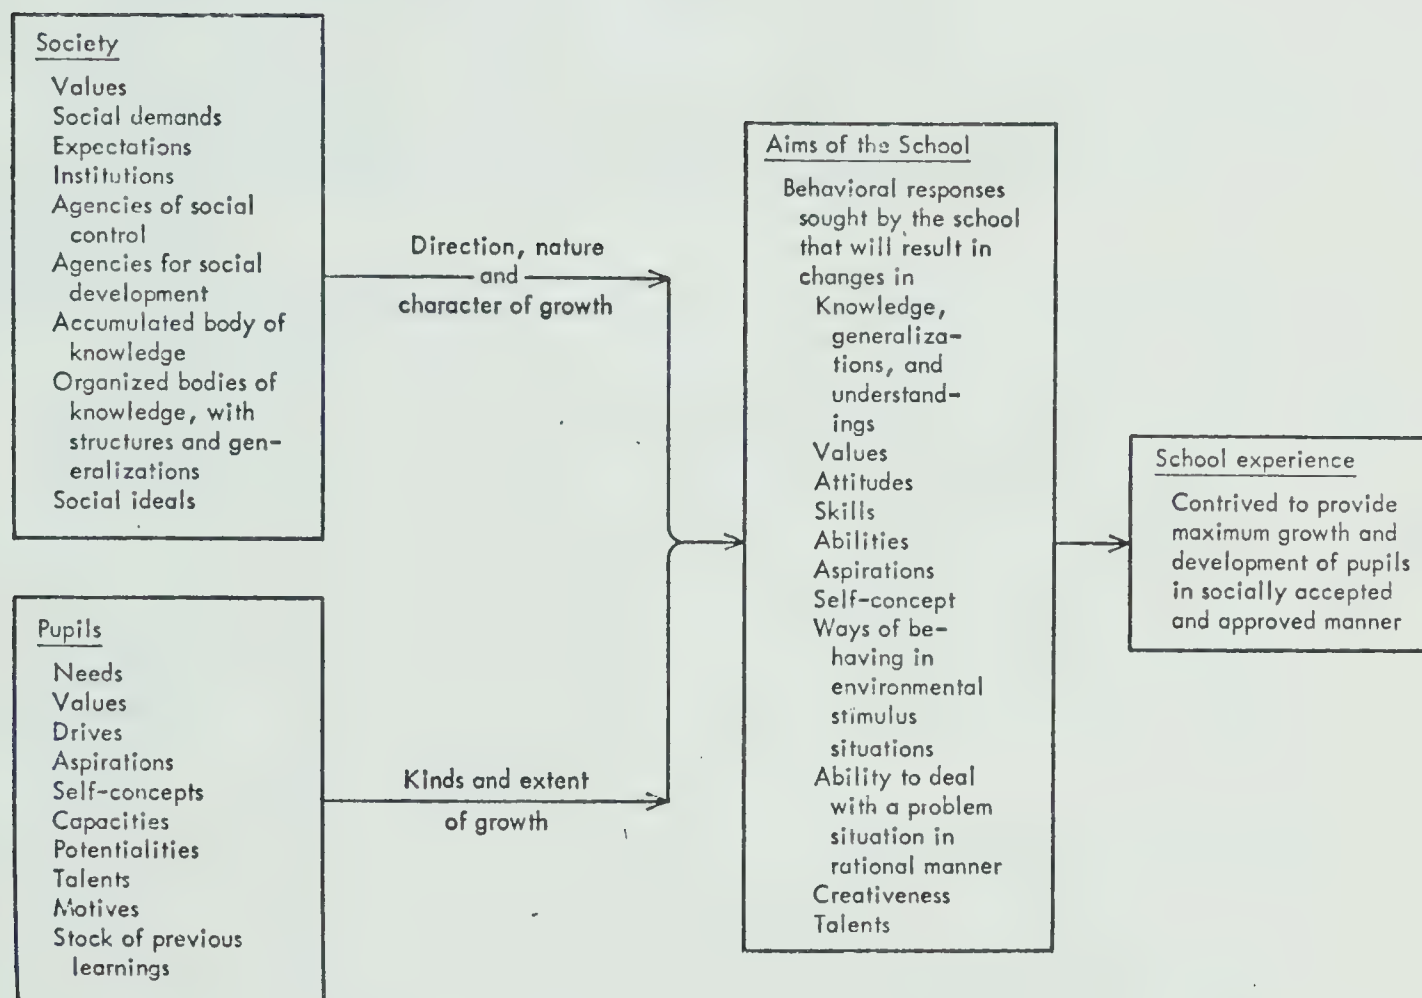 Society
Values
Social demands
Expectations
Institutions
Agencies of social
control
Agencies for social
development
Accumulated body of
knowledge
Organized bodies of
knowledge, with
structures and gen-
eralizations
Social ideals
Direction, nature
and
character of growth
Pupils
Needs
Values
Drives
Aspirations
Self-concepts
Capacities
Potentialities
Talents
Motives
Stock of previous
learnings
Kinds and extent
of growth
Aims of the School
Behavioral responses
sought by the school
that will result in
changes in
Knowledge,
generaliza-
tions, and
understand-
ings
Values
Attitudes
Skills
Abilities
Aspirations
Self-concept
Ways of be-
having in
environmental
stimulus
situations
Ability to deal
with a problem
situation in
rational manner
Creativeness
Talents
School experience
Contrived to provide
maximum growth and
development of pupils
in socially accepted
and approved manner